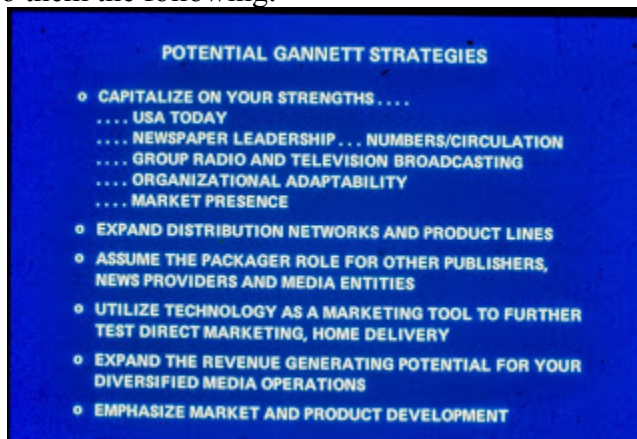 them the following:
POTENTIAL GANNETT STRATEGIES
o CAPITALIZE ON YOUR STRENGTHS . . . .
. . . . USA TODAY
. . . . NEWSPAPER LEADERSHIP . . . NUMBERS/CIRCULATION
. . . . GROUP RADIO AND TELEVISION BROADCASTING
. . . . ORGANIZATIONAL ADAPTABILITY
. . . . MARKET PRESENCE
o EXPAND DISTRIBUTION NETWORKS AND PRODUCT LINES
o ASSUME THE PACKAGER ROLE FOR OTHER PUBLISHERS,
NEWS PROVIDERS AND MEDIA ENTITIES
o UTILIZE TECHNOLOGY AS A MARKETING TOOL TO FURTHER
TEST DIRECT MARKETING, HOME DELIVERY
o EXPAND THE REVENUE GENERATING POTENTIAL FOR YOUR
DIVERSIFIED MEDIA OPERATIONS
o EMPHASIZE MARKET AND PRODUCT DEVELOPMENT